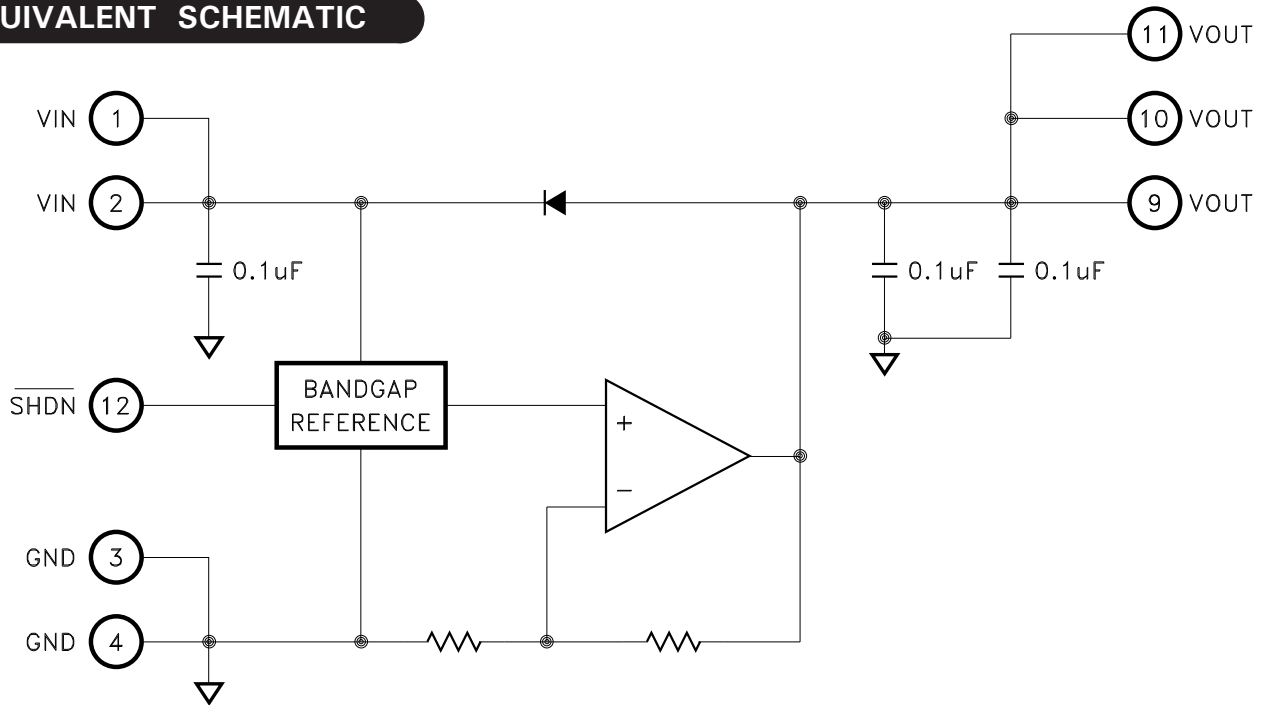 UIVALENT SCHEMATIC
11 VOUT
VIN 1
10 VOUT
VIN 2
9 VOUT
0.1uF
0.1uF
0.1uF
SHDN 12
BANDGAP
REFERENCE
+
−
GND 3
GND 4